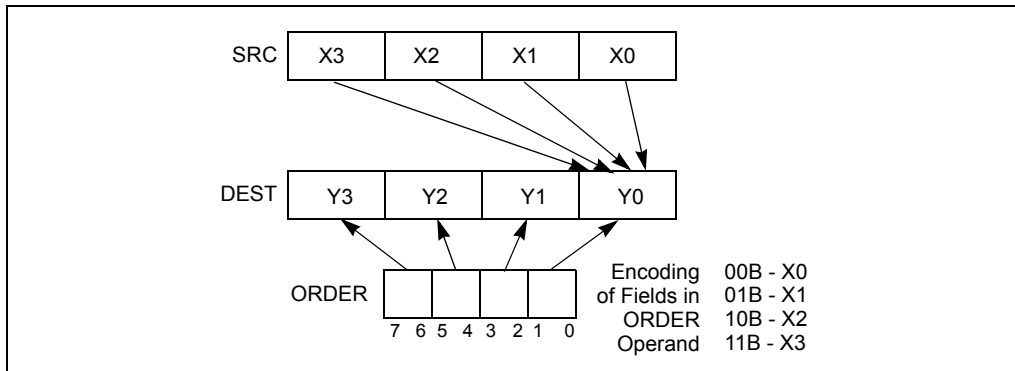 SRC X3 X2 X1 X0
DEST Y3 Y2 Y1 Y0
ORDER
7 6 5 4 3 2 1 0
Encoding 00B - X0
of Fields in 01B - X1
ORDER 10B - X2
Operand 11B - X3